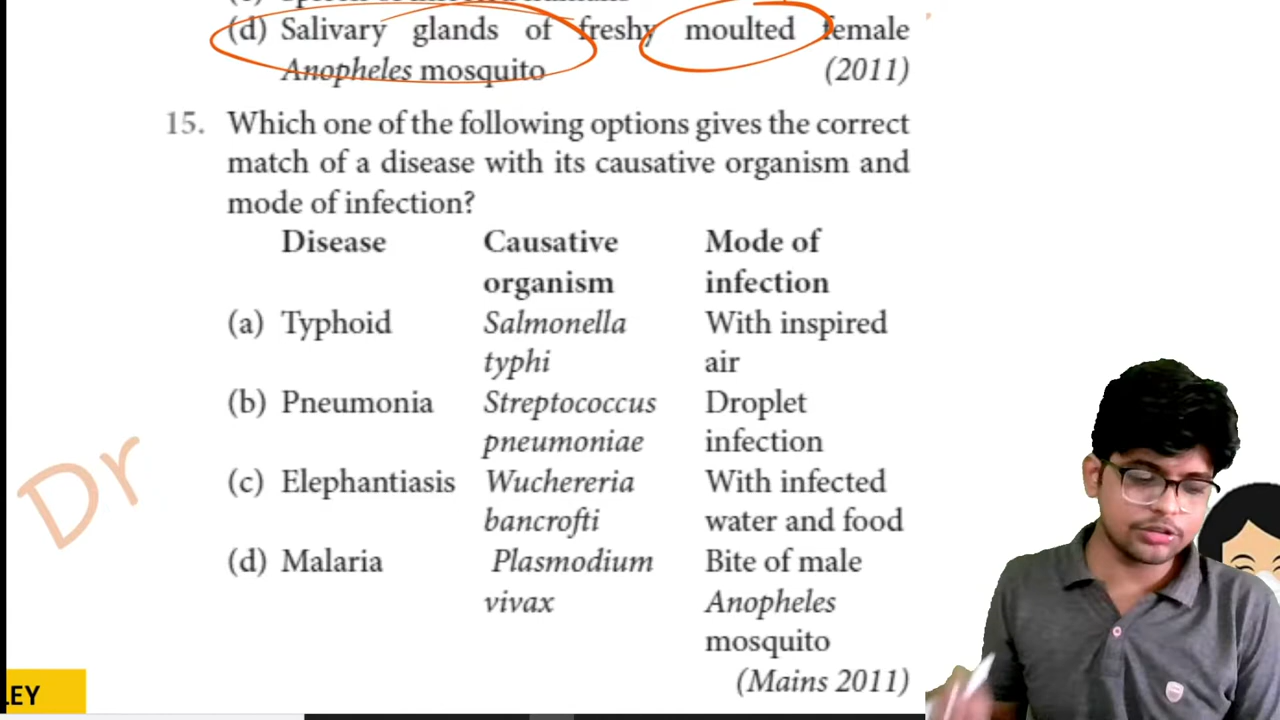 (d) Salivary glands of freshy moulted female
Anopheles mosquito (2011)
15. Which one of the following options gives the correct
match of a disease with its causative organism and
mode of infection?
Disease Causative Mode of
organism infection
(a) Typhoid Salmonella With inspired
typhi air
(b) Pneumonia Streptococcus Droplet
pneumoniae infection
(c) Elephantiasis Wuchereria With infected
bancrofti water and food
(d) Malaria Plasmodium Bite of male
vivax Anopheles
mosquito
(Mains 2011)
Dr
LEY